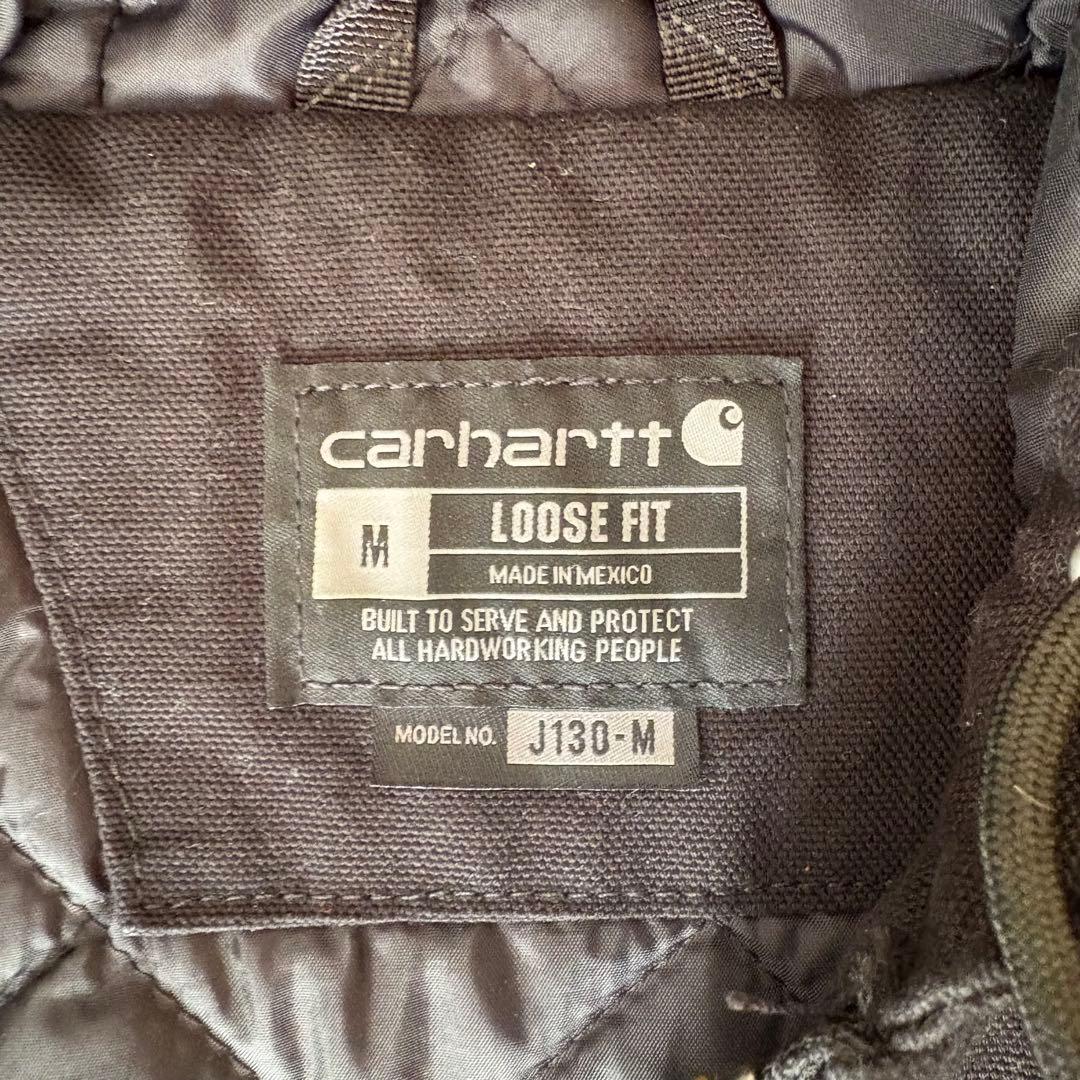 carhartt
M
LOOSE FIT
MADE IN MEXICO
BUILT TO SERVE AND PROTECT
ALL HARDWORKING PEOPLE
MODEL NO. J130-M